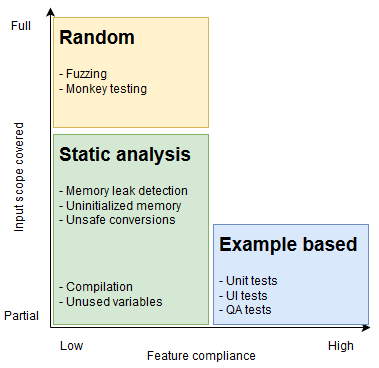 Full
Random
- Fuzzing
- Monkey testing
Static analysis
- Memory leak detection
- Uninitialized memory
- Unsafe conversions
- Compilation
- Unused variables
Example based
- Unit tests
- UI tests
- QA tests
Input scope covered
Partial
Low
High
Feature compliance